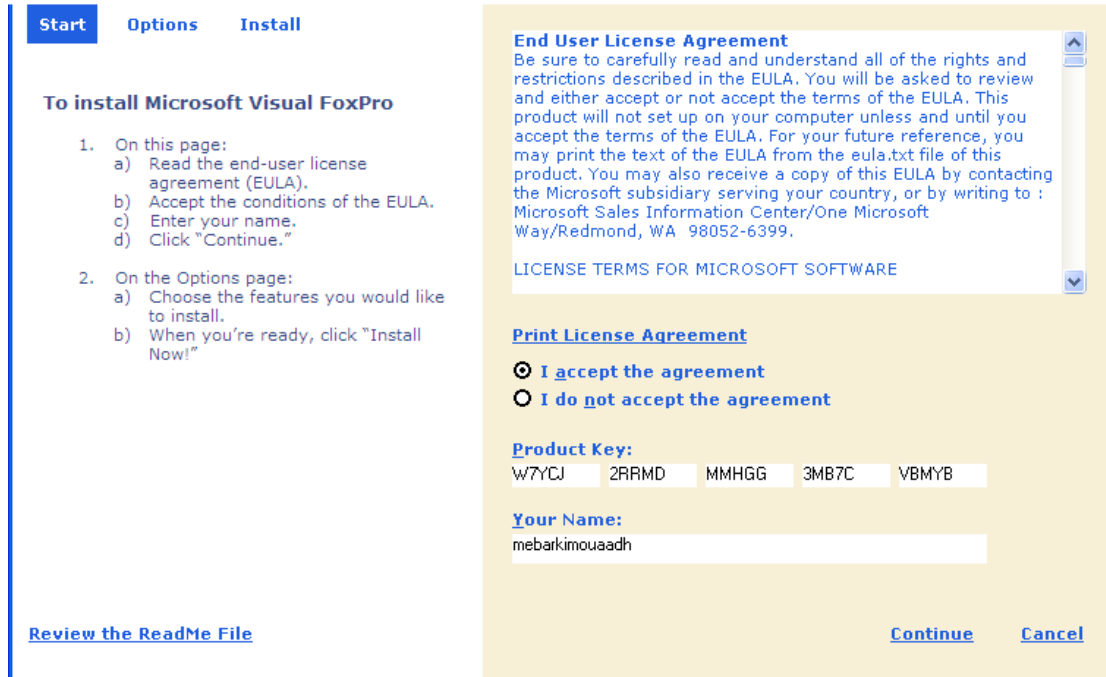 Start Options Install
To install Microsoft Visual FoxPro
1. On this page:
a) Read the end-user license
agreement (EULA).
b) Accept the conditions of the EULA.
c) Enter your name.
d) Click “Continue.”
2. On the Options page:
a) Choose the features you would like
to install.
b) When you’re ready, click “Install
Now!”
Review the ReadMe File
End User License Agreement
Be sure to carefully read and understand all of the rights and
restrictions described in the EULA. You will be asked to review
and either accept or not accept the terms of the EULA. This
product will not set up on your computer unless and until you
accept the terms of the EULA. For your future reference, you
may print the text of the EULA from the eula.txt file of this
product. You may also receive a copy of this EULA by contacting
the Microsoft subsidiary serving your country, or by writing to :
Microsoft Sales Information Center/One Microsoft
Way/Redmond, WA  98052-6399.
LICENSE TERMS FOR MICROSOFT SOFTWARE
Print License Agreement
I accept the agreement
I do not accept the agreement
Product Key:
W7YCJ 2RRMD MMHGG 3MB7C VBMYB
Your Name:
mebarkimouaadh
Continue Cancel